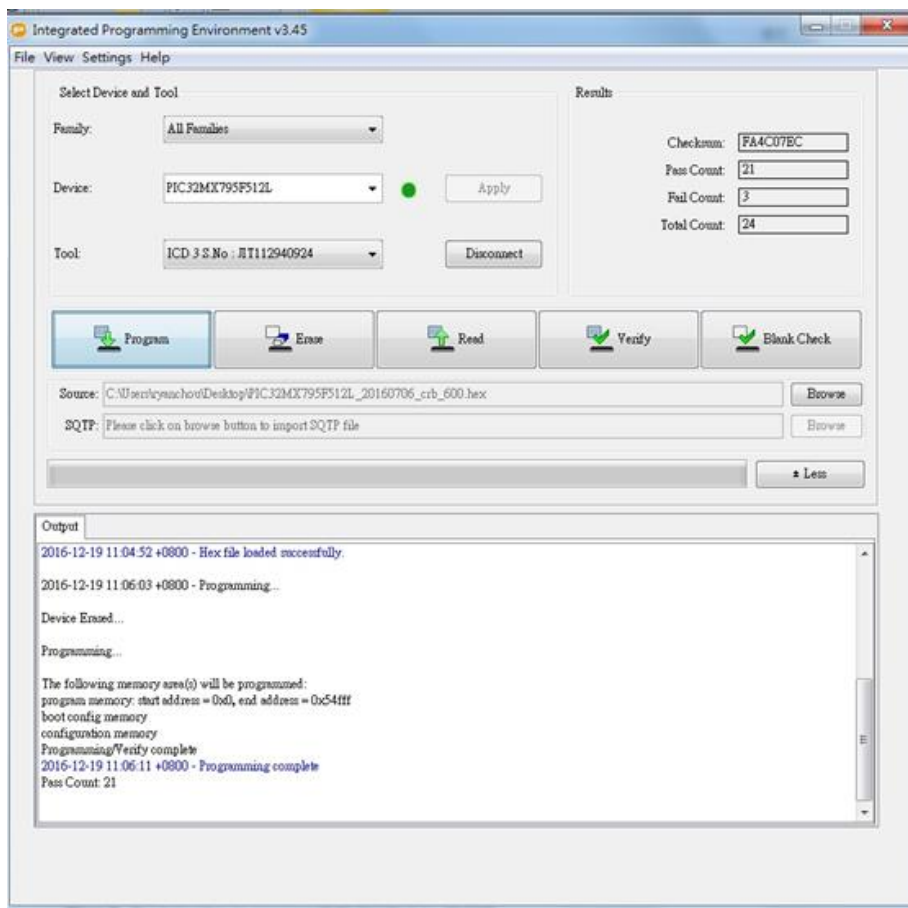 Integrated Programming Environment v3.45
File View Settings Help
Select Device and Tool
Results
Family:
All Families
Checksum:
FA4C07EC
Pass Count:
21
Device:
PIC32MX795F512L
Apply
Fail Count:
3
Total Count:
24
Tool:
ICD 3 S.No : JIT112940924
Disconnect
Program
Erase
Read
Verify
Blank Check
Source:
C:\Users\ryanchou\Desktop\PIC32MX795F512L_20160706_crb_600.hex
Browse
SQTP:
Please click on browse button to import SQTP file
Browse
Less
Output
2016-12-19 11:04:52 +0800 - Hex file loaded successfully.
2016-12-19 11:06:03 +0800 - Programming...
Device Erased...
Programming...
The following memory area(s) will be programmed:
program memory: start address = 0x0, end address = 0x54fff
boot config memory
configuration memory
Programming/Verify complete
2016-12-19 11:06:11 +0800 - Programming complete
Pass Count: 21